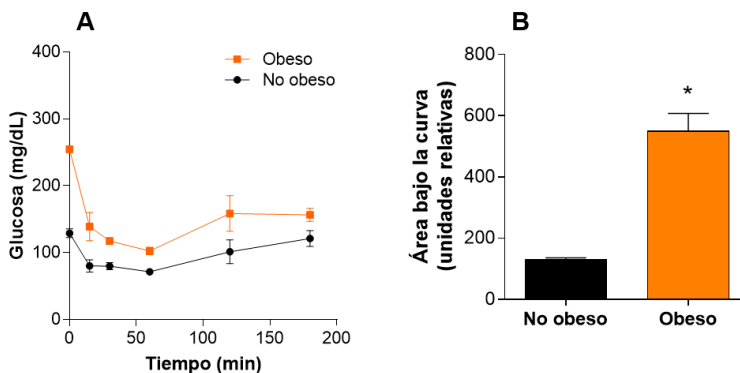 A
Obeso
No obeso
Glucosa (mg/dL)
400
300
200
100
0
0 50 100 150 200
Tiempo (min)
B
Área bajo la curva
(unidades relativas)
800
600
400
200
0
*
No obeso Obeso